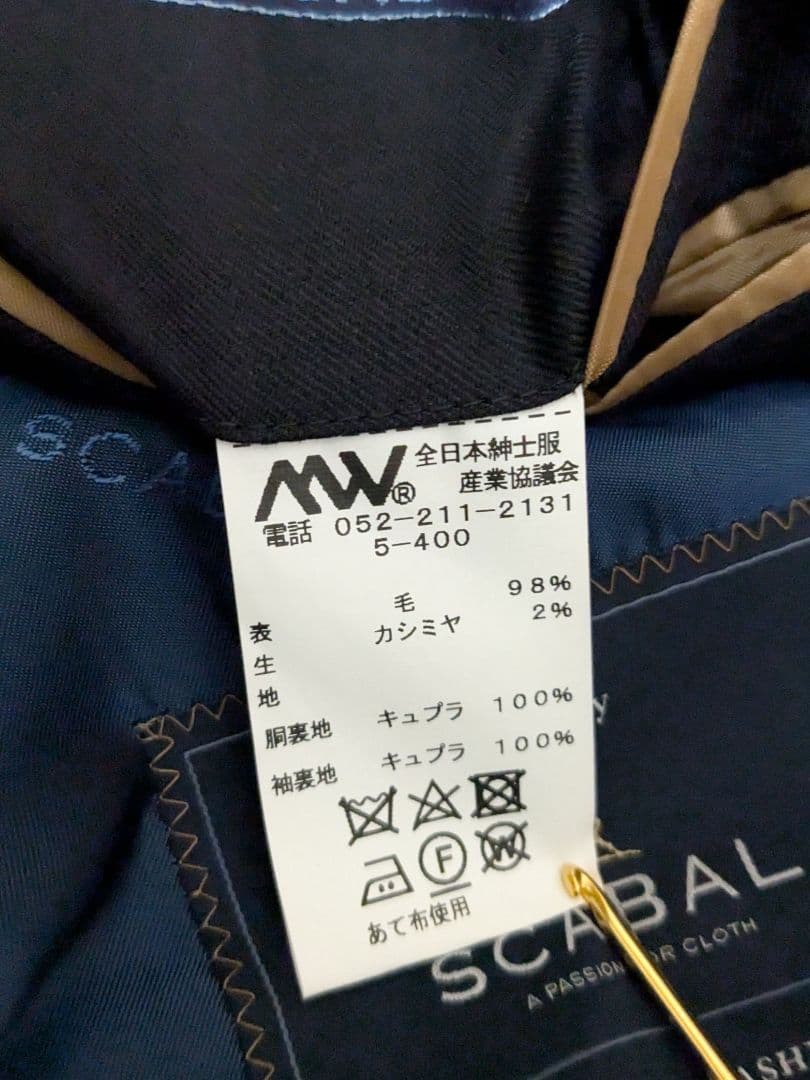 MW® 全日本紳士服
産業協議会
電話 052-211-2131
5-400
表生地 毛 98%
カシミヤ 2%
胴裏地 キュプラ 100%
袖裏地 キュプラ 100%
F W
あて布使用
SCABAL
A PASSION FOR CLOTH